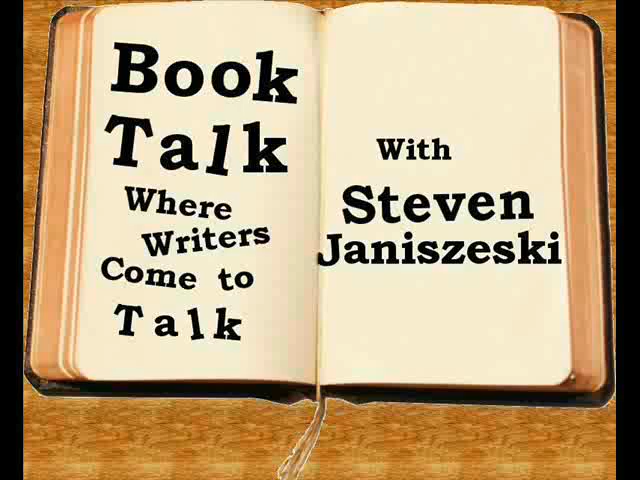 Book
Talk
Where
Writers
Come to
Talk
With
Steven
Janiszeski